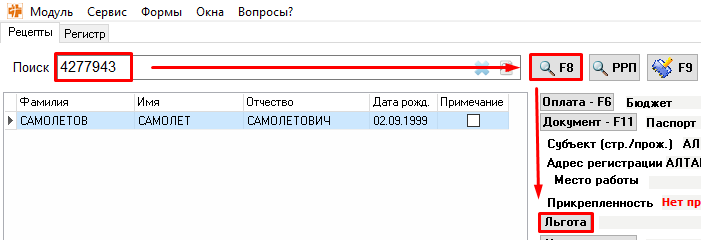 Модуль Сервис Формы Окна Вопросы?
Рецепты Регистр
Поиск 4277943 F8 РРП F9
Фамилия Имя Отчество Дата рожд. Примечание
САМОЛЕТОВ САМОЛЕТ САМОЛЕТОВИЧ 02.09.1999
Оплата - F6 Бюджет
Документ - F11 Паспорт
Субъект (стр./прож.) АЛ
Адрес регистрации АЛТА
Место работы
Прикрепленность Нет пр
Льгота